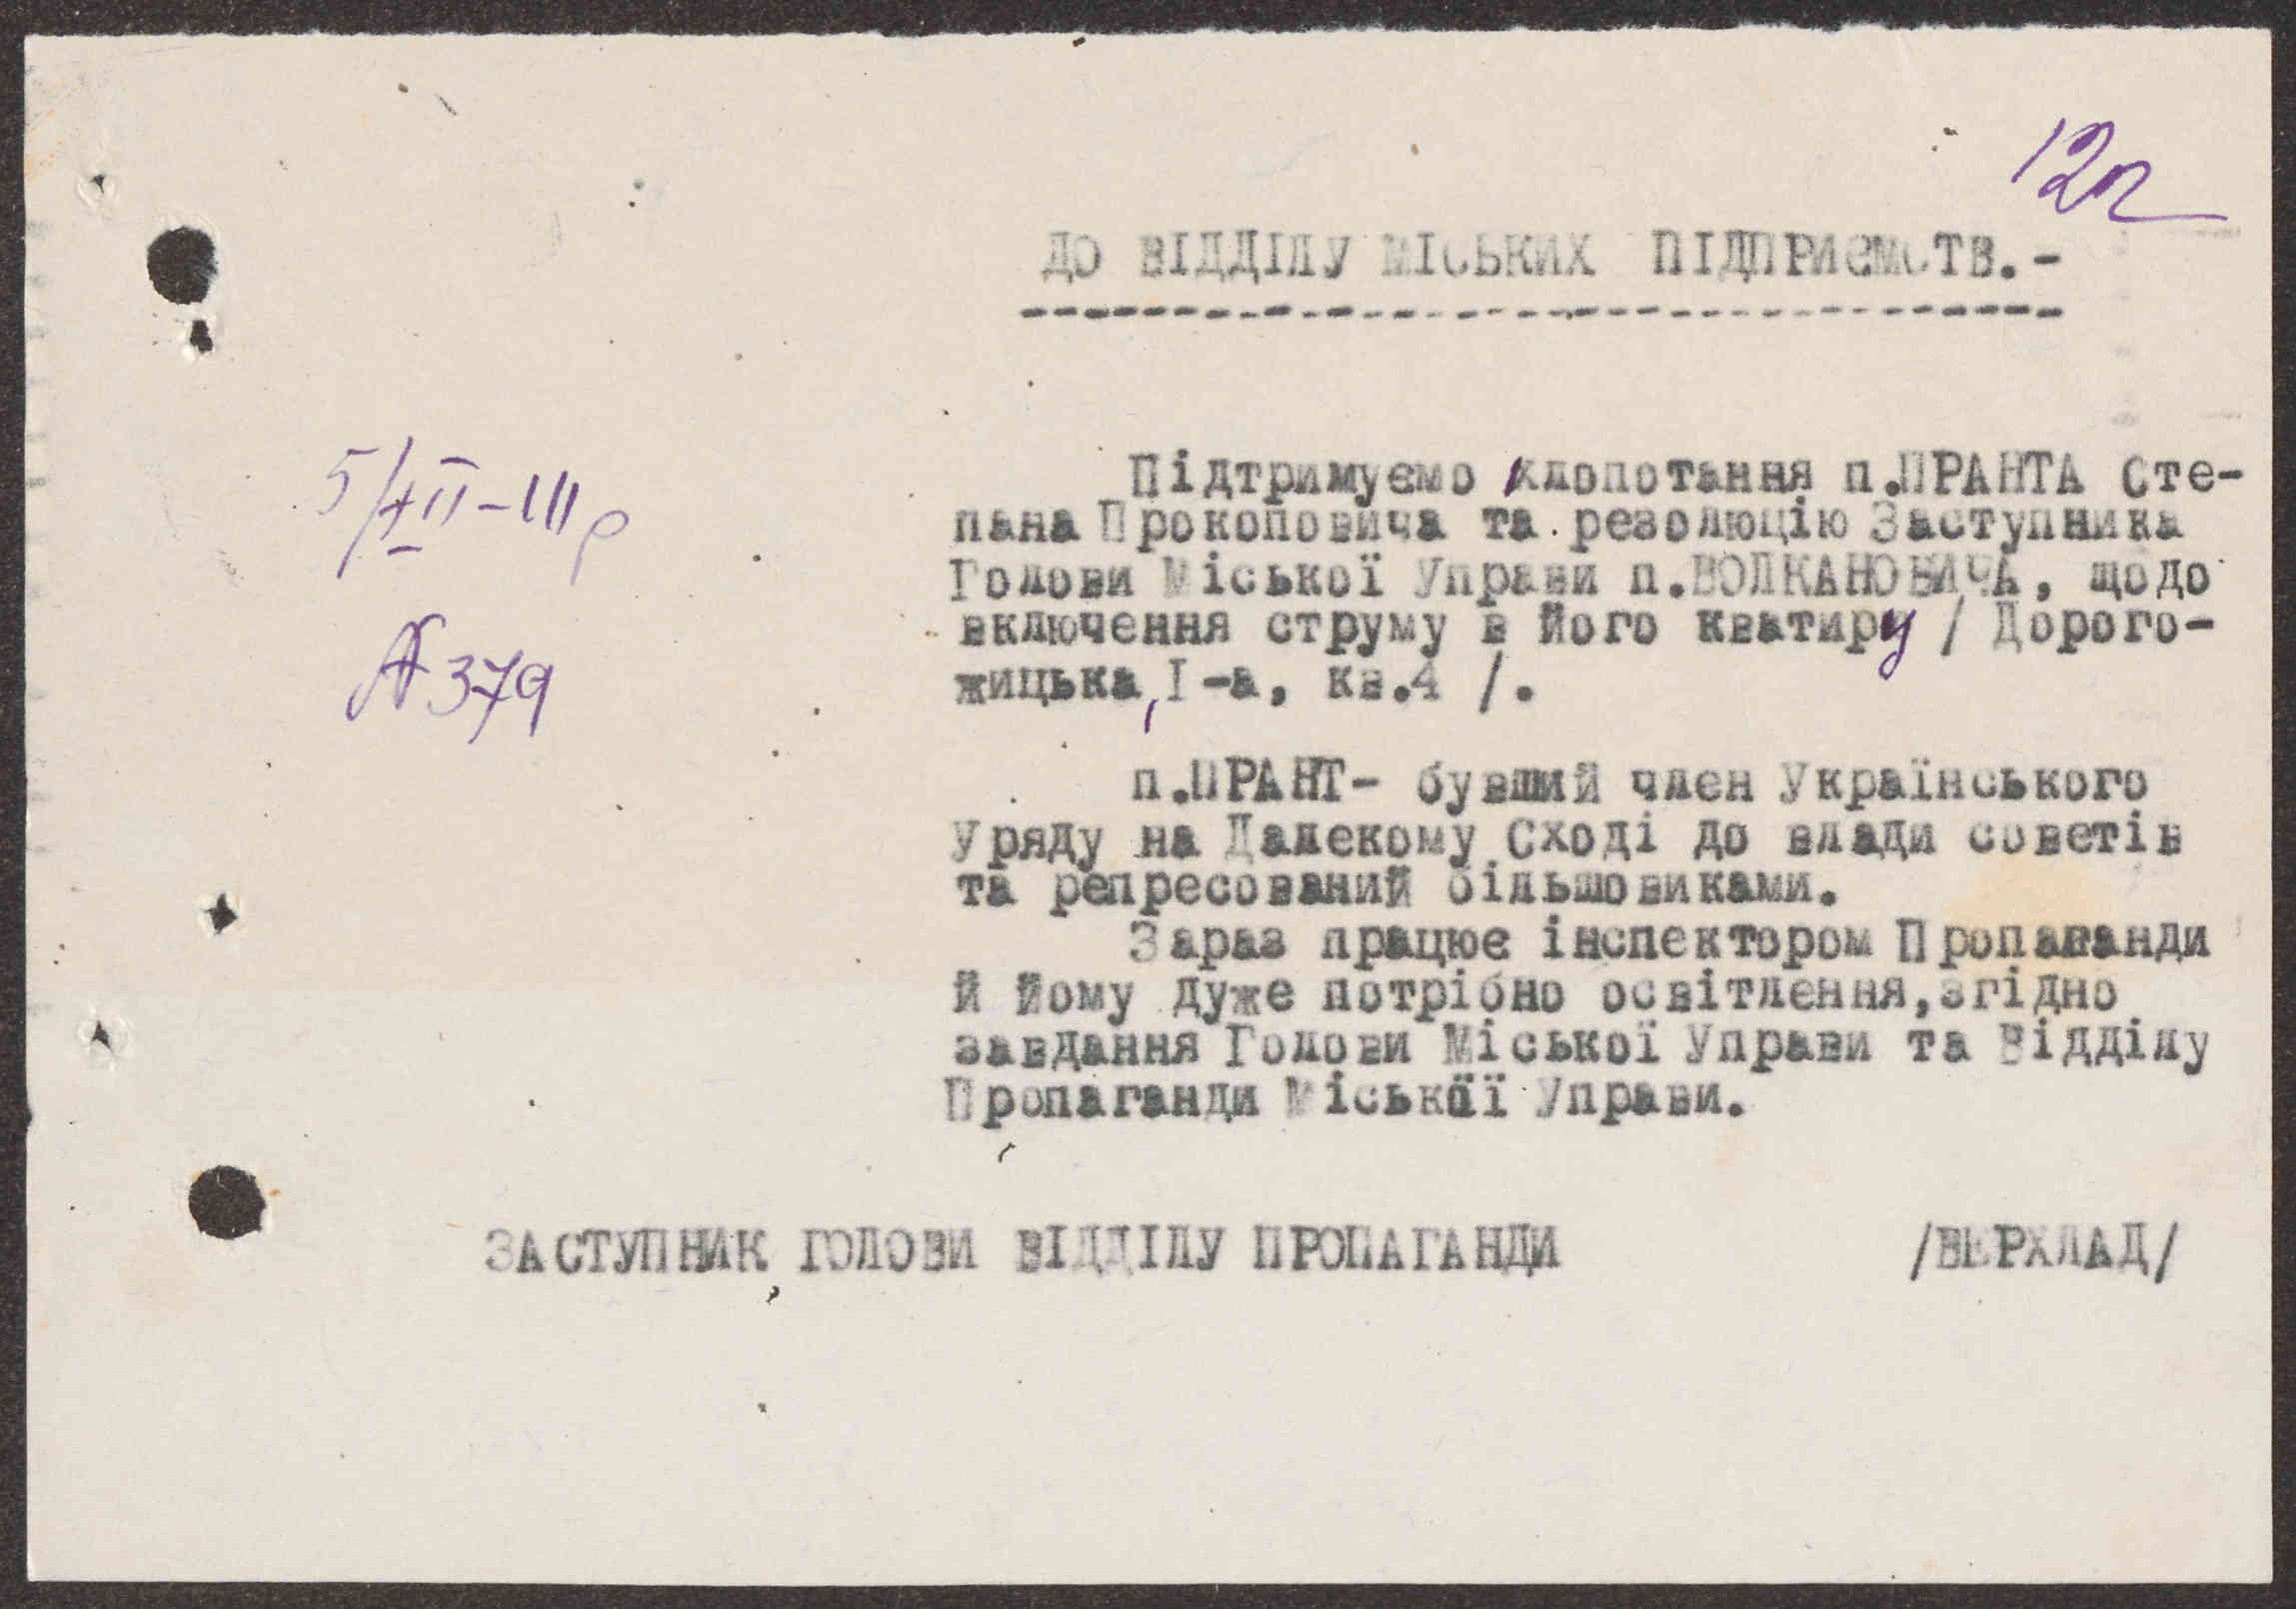 12
ДО ВІДДІЛУ МІСЬКИХ ПІДПРИЄМСТВ.-
5/XII-
№ 379
Підтримуємо клопотання п.ПРАНТА Сте-
пана Прокоповича та резолюцію Заступника
Голови Міської Управи п.ВОЛКАНОВИЧА, щодо
включення струму в його кватиру / Дорого-
жицька, І-а, кв.4 /.
п.ПРАНТ- бувший член Українського
Уряду на Далекому Сході до влади советів
та репресований більшовиками.
Зараз працює інспектором Пропаганди
й йому дуже потрібно освітлення,згідно
завдання Голови Міської Управи та Відділу
Пропаганди Міської Управи.
ЗАСТУПНИК ГОЛОВИ ВІДДІЛУ ПРОПАГАНДИ /ВЕРХЛАД/